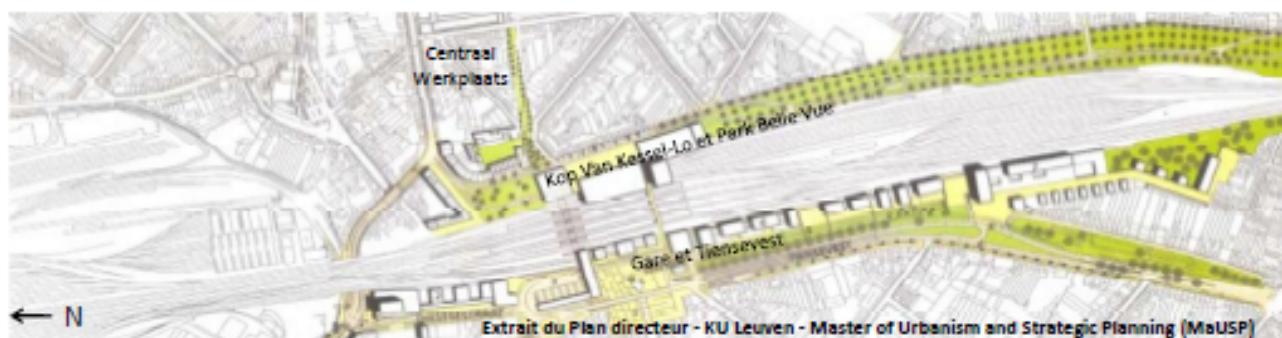 Centraal
Werkplaats
Kop Van Kessel-Lo et Park Belle Vue
Gare et Tiensevest
N
Extrait du Plan directeur - KU Leuven - Master of Urbanism and Strategic Planning (MaUSP)